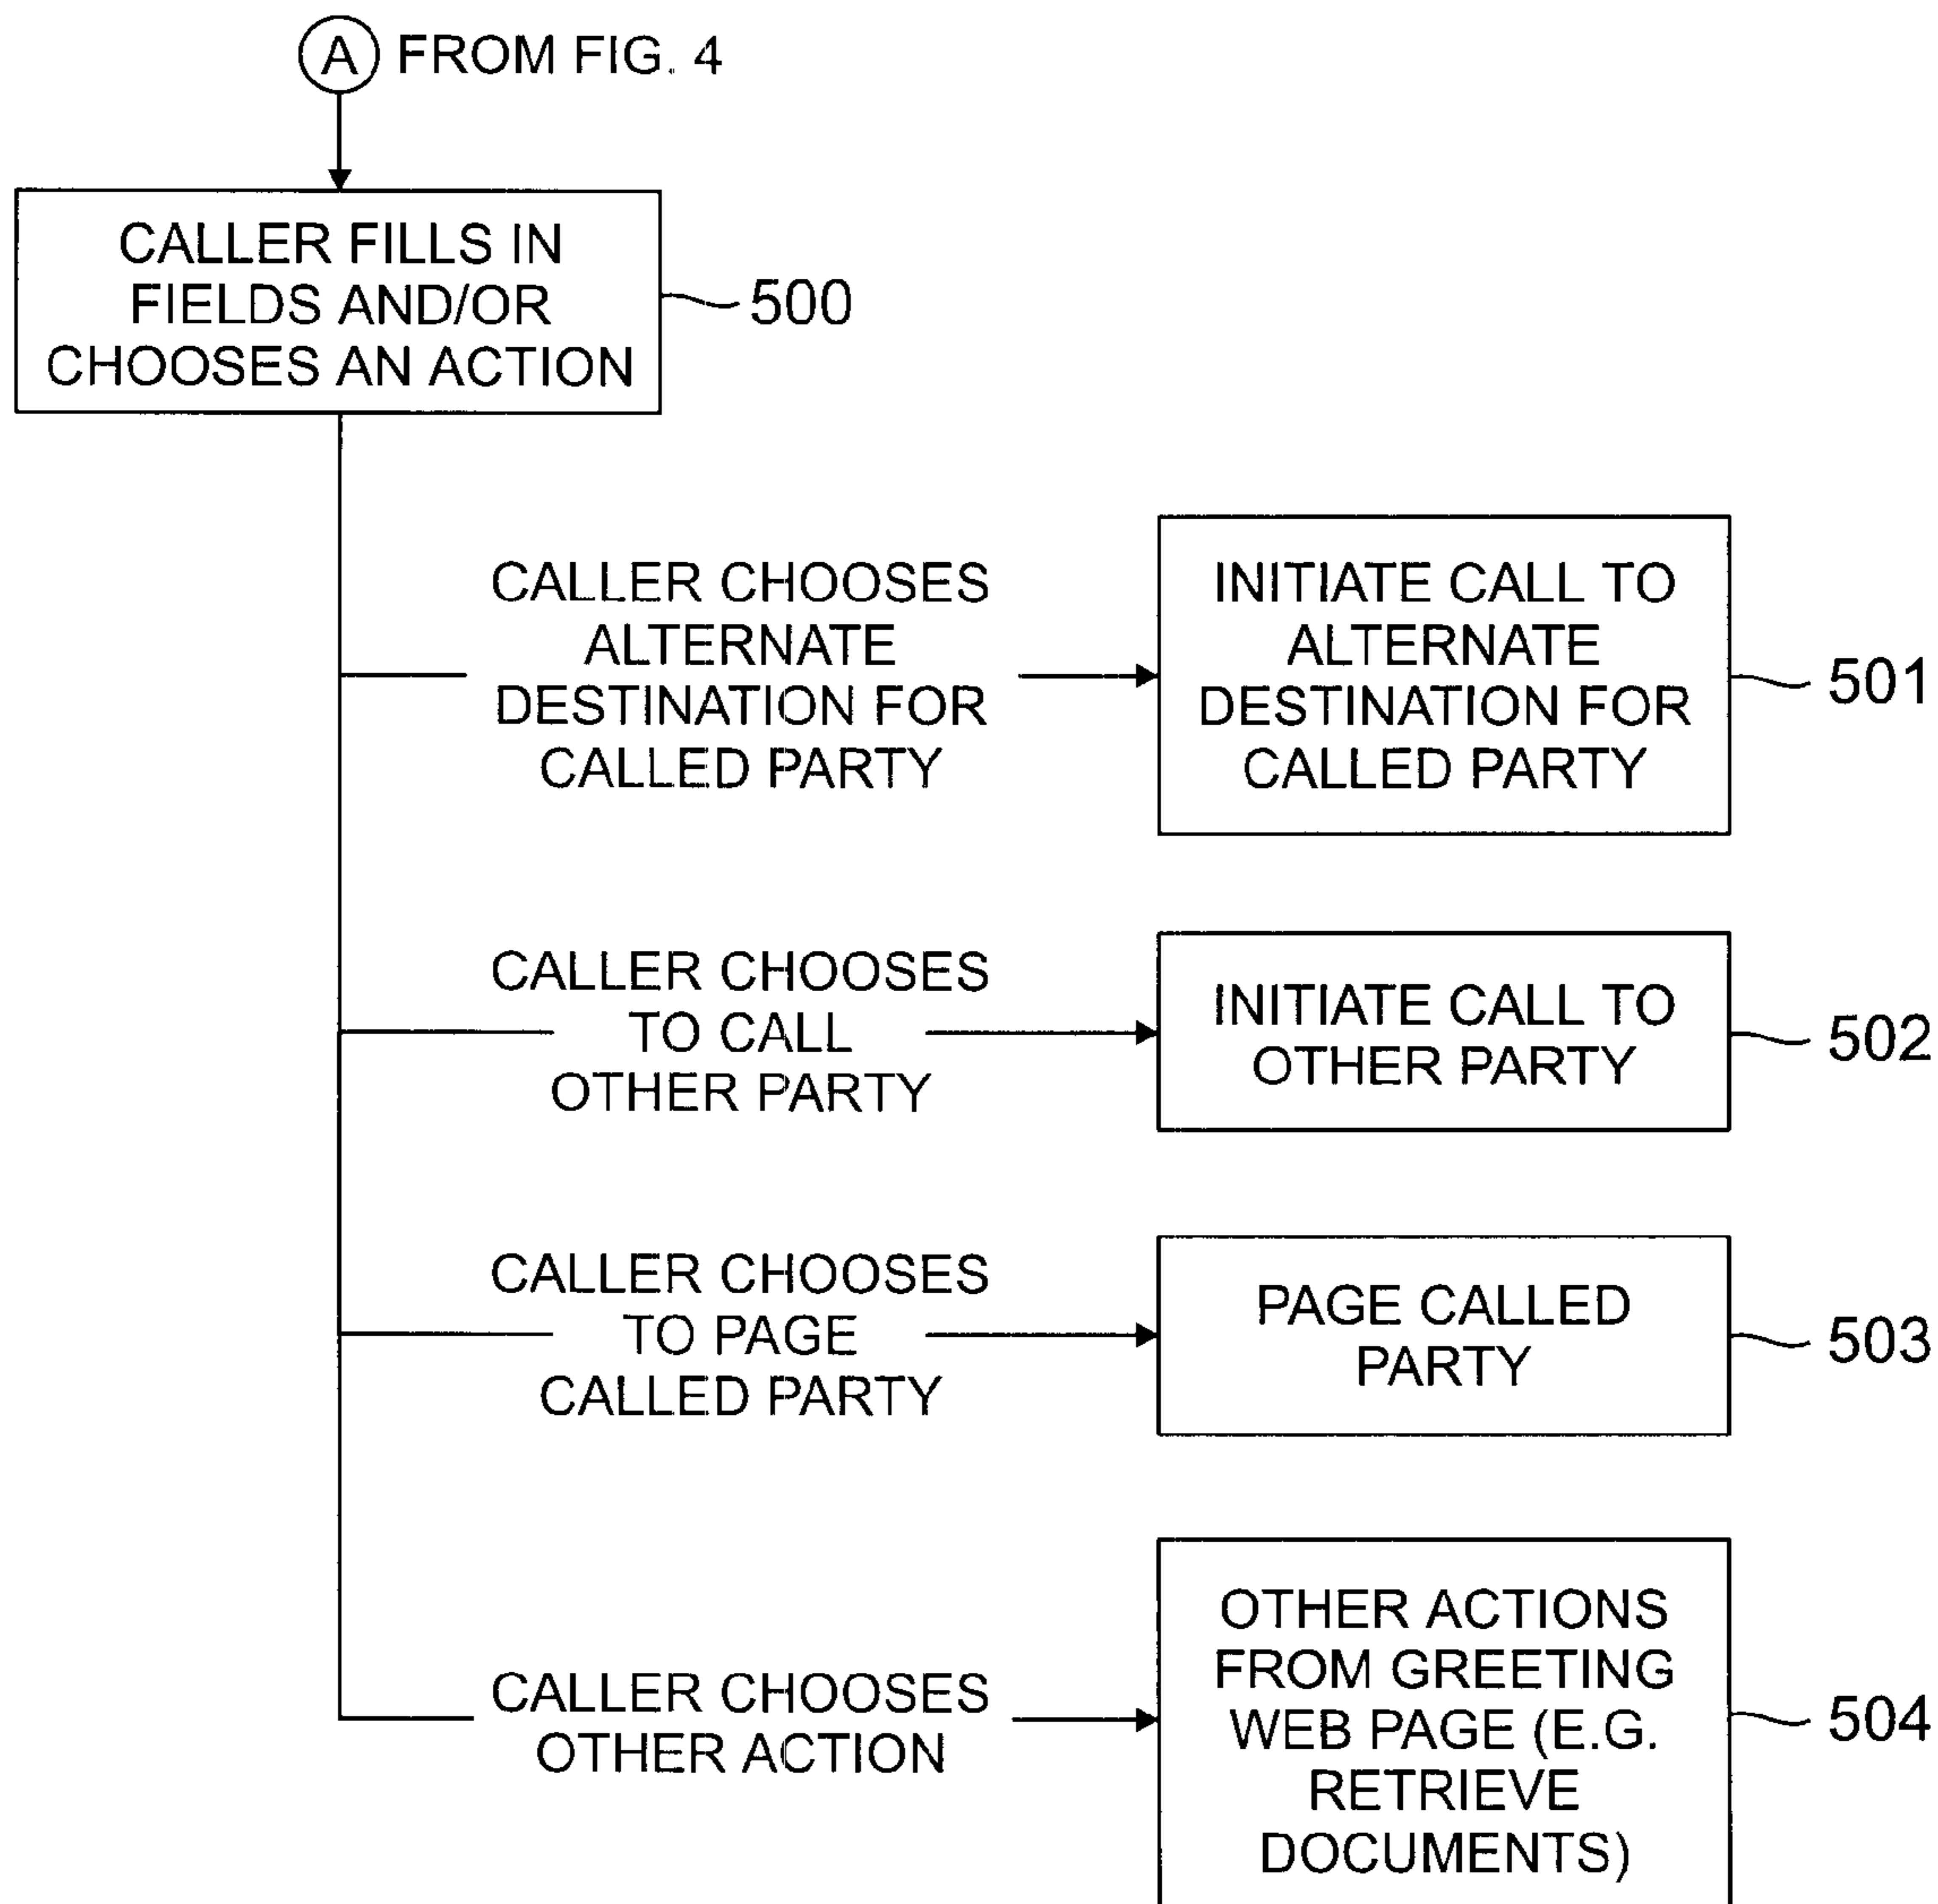 A FROM FIG. 4
CALLER FILLS IN
FIELDS AND/OR
CHOOSES AN ACTION
500
CALLER CHOOSES
ALTERNATE
DESTINATION FOR
CALLED PARTY
INITIATE CALL TO
ALTERNATE
DESTINATION FOR
CALLED PARTY
501
CALLER CHOOSES
TO CALL
OTHER PARTY
INITIATE CALL TO
OTHER PARTY
502
CALLER CHOOSES
TO PAGE
CALLED PARTY
PAGE CALLED
PARTY
503
CALLER CHOOSES
OTHER ACTION
OTHER ACTIONS
FROM GREETING
WEB PAGE (E.G.
RETRIEVE
DOCUMENTS)
504